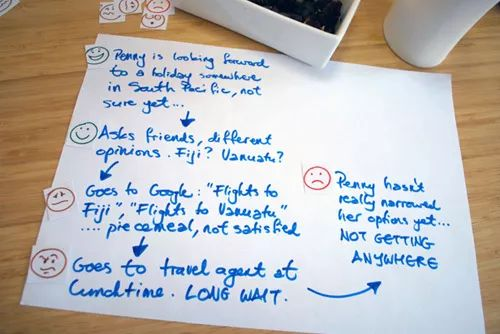 Penny is looking forward
to a holiday somewhere
in South Pacific, not
sure yet...
Asks friends, different
opinions. Fiji? Vanuatu?
Goes to Google: "Flights to
Fiji", "Flights to Vanuatu"
.... piecemeal, not satisfied
Goes to travel agent at
lunchtime. LONG WAIT.
Penny hasn't
really narrowed
her options yet...
NOT GETTING
ANYWHERE